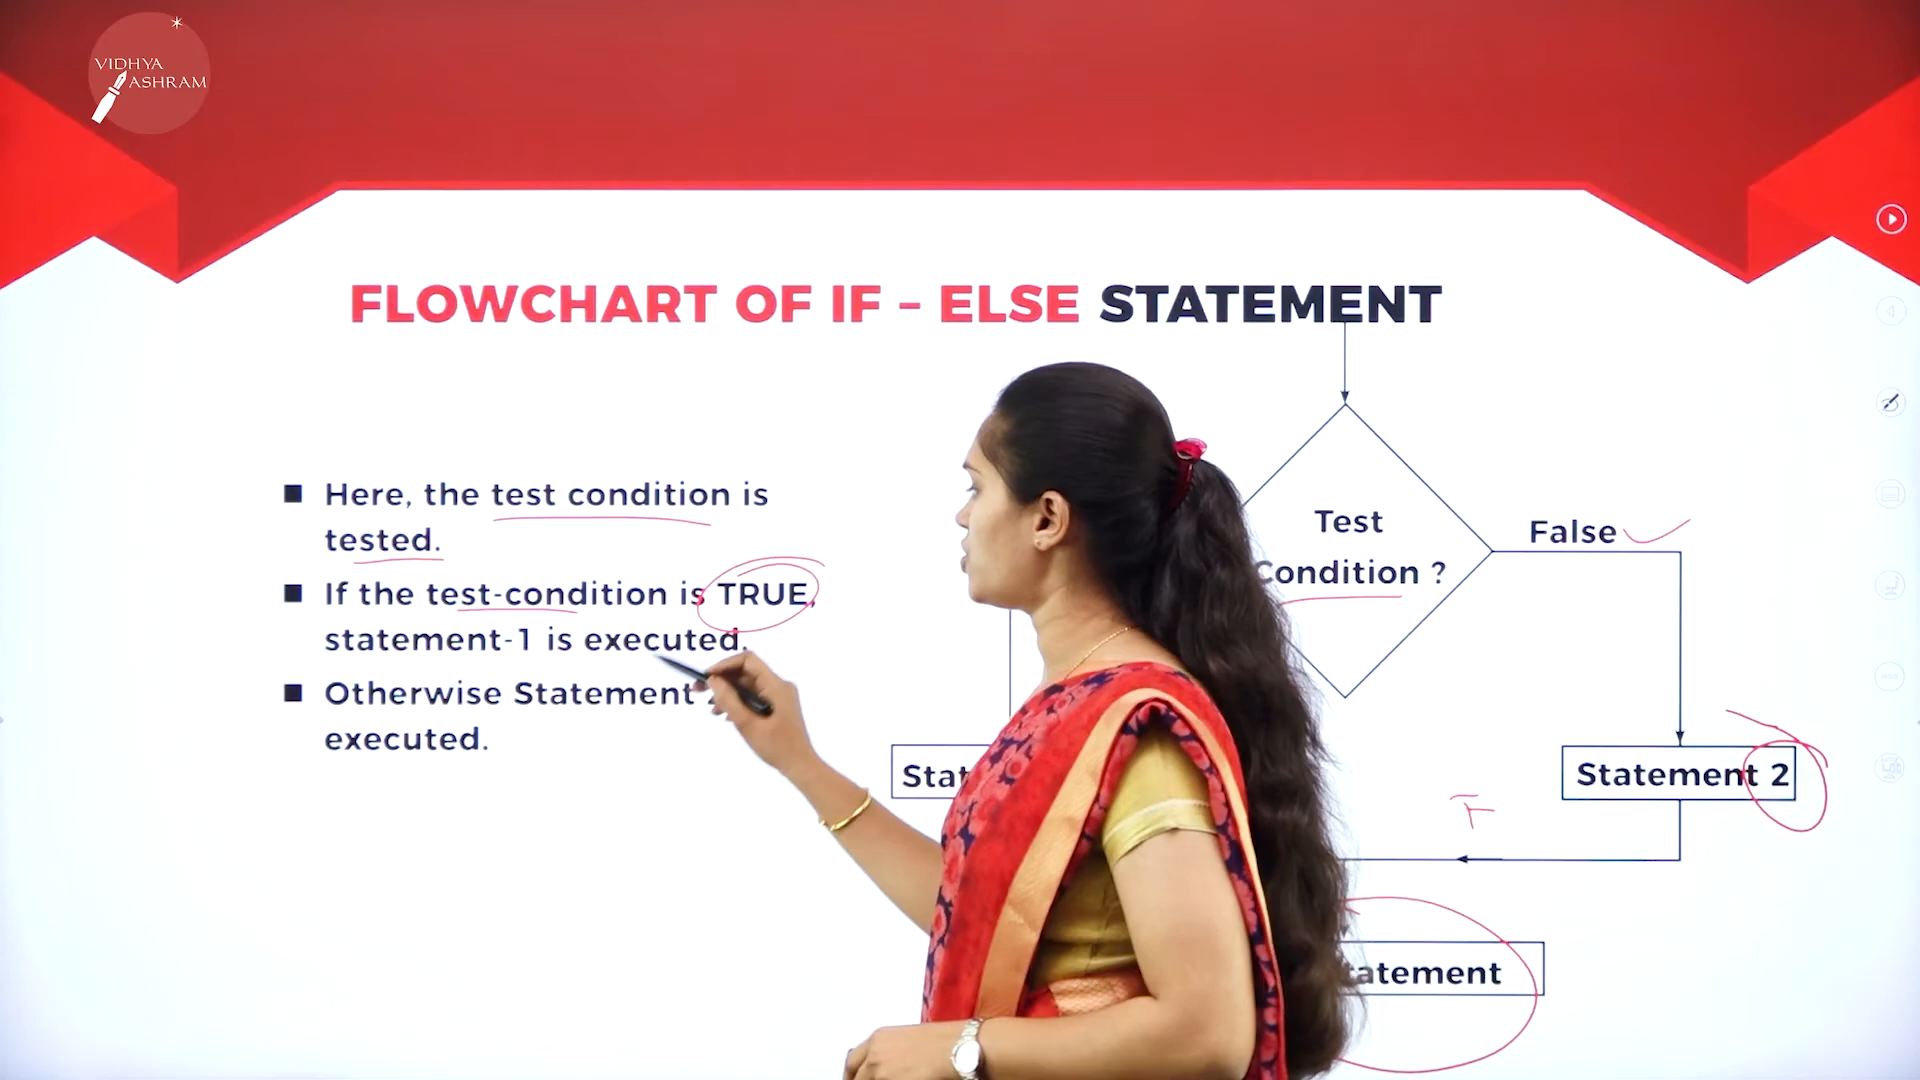 VIDHYA
ASHRAM
FLOWCHART OF IF – ELSE STATEMENT
Here, the test condition is
tested.
If the test-condition is TRUE,
statement-1 is executed.
Otherwise Statement
executed.
Test
Condition ?
False
Statement 2
F